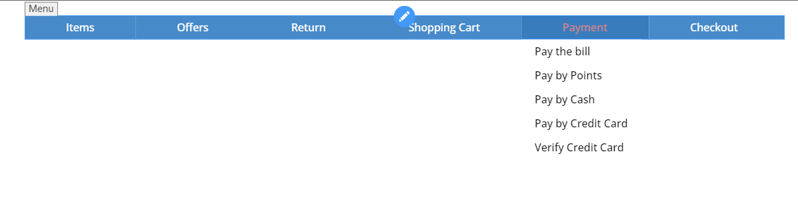 Menu
Items Offers Return Shopping Cart Payment Checkout
Pay the bill
Pay by Points
Pay by Cash
Pay by Credit Card
Verify Credit Card